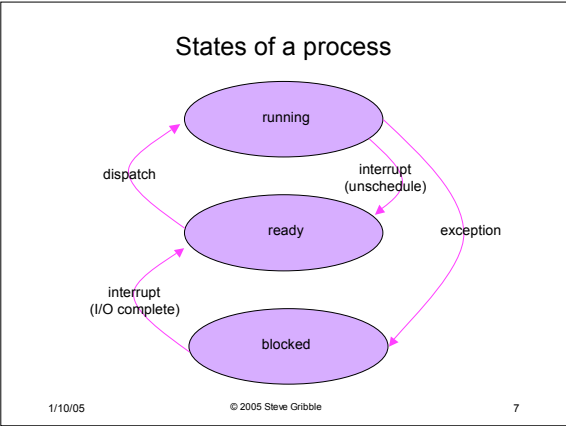 States of a process
running
dispatch
interrupt
(unschedule)
ready
exception
interrupt
(I/O complete)
blocked
1/10/05
© 2005 Steve Gribble
7